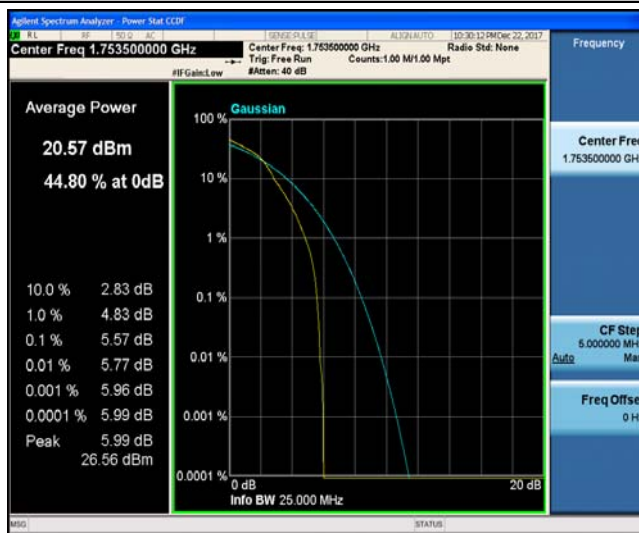 Agilent Spectrum Analyzer - Power Stat CCDF
RL RF 50 Ω AC SENSE:PULSE ALIGN AUTO 10:30:12 PM Dec 22, 2017
Center Freq 1.753500000 GHz
Center Freq: 1.753500000 GHz Radio Std: None
Trig: Free Run Counts:1.00 M/1.00 Mpt
#IFGain:Low #Atten: 40 dB
Frequency
Average Power
20.57 dBm
44.80 % at 0dB
10.0 % 2.83 dB
1.0 % 4.83 dB
0.1 % 5.57 dB
0.01 % 5.77 dB
0.001 % 5.96 dB
0.0001 % 5.99 dB
Peak 5.99 dB
26.56 dBm
Gaussian
100 %
10 %
1 %
0.1 %
0.01 %
0.001 %
0.0001 %
0 dB 20 dB
Info BW 25.000 MHz
Center Fre
1.753500000 GH
CF Ste
5.000000 MH
Auto Ma
Freq Offse
0 H
MSG STATUS